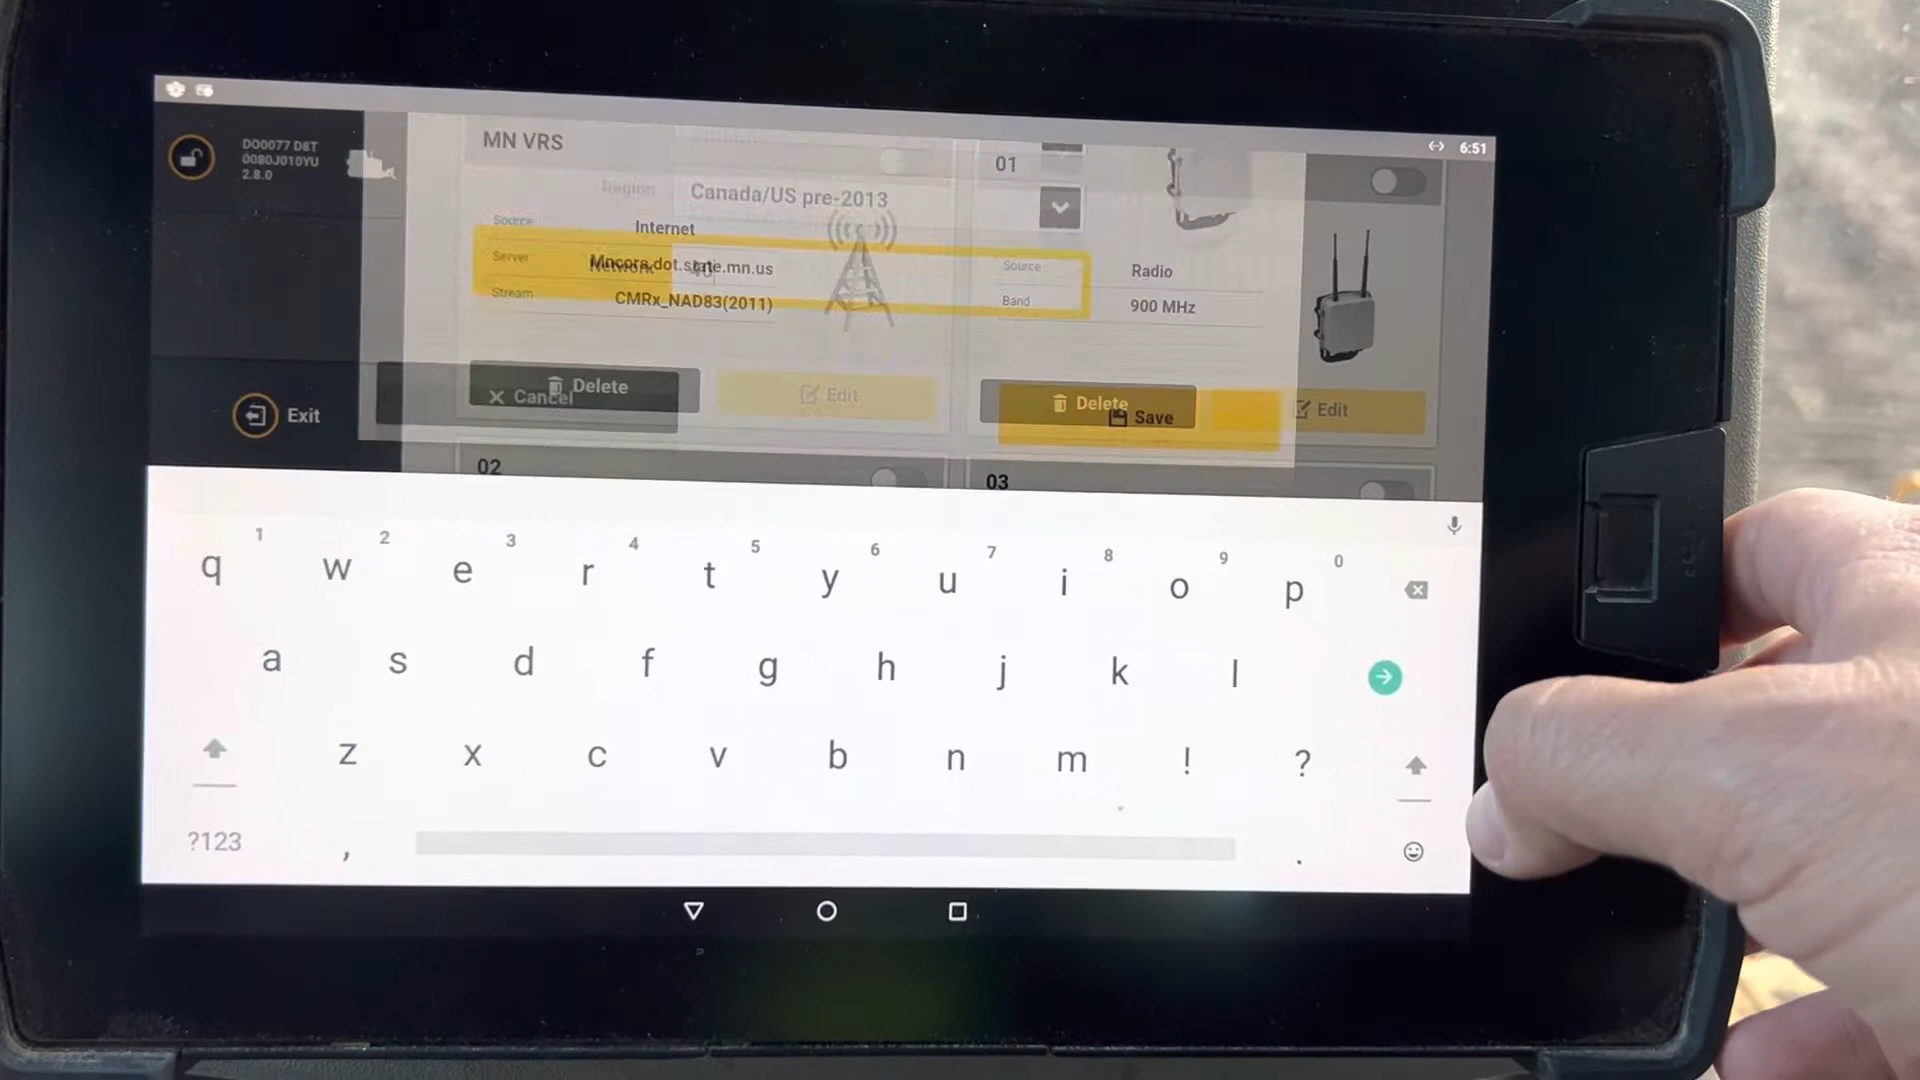 6:51
DO0077 D8T
0080J010YU
2.8.0
MN VRS
01
Region
Canada/US pre-2013
Source
Internet
Server
Mncors.dot.state.mn.us
Network
Stream
CMRx_NAD83(2011)
Source
Radio
Band
900 MHz
Delete
Edit
Delete
Edit
Cancel
Save
Exit
02
03
1 2 3 4 5 6 7 8 9 0
q w e r t y u i o p
a s d f g h j k l
z x c v b n m ! ?
?123 , .